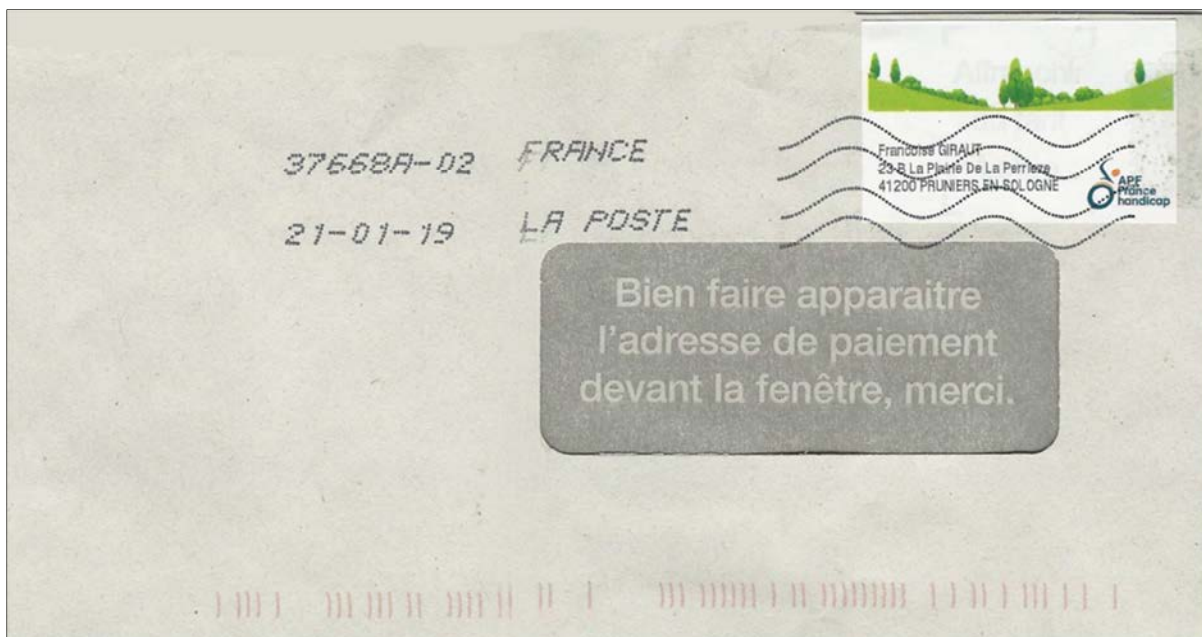 37668A-02 FRANCE
21-01-19 LA POSTE
Francoise GIRAUT
23 B La Plaine De La Perrieze
41200 PRUNIERS EN SOLOGNE
APF
France
handicap
Bien faire apparaitre
l'adresse de paiement
devant la fenêtre, merci.